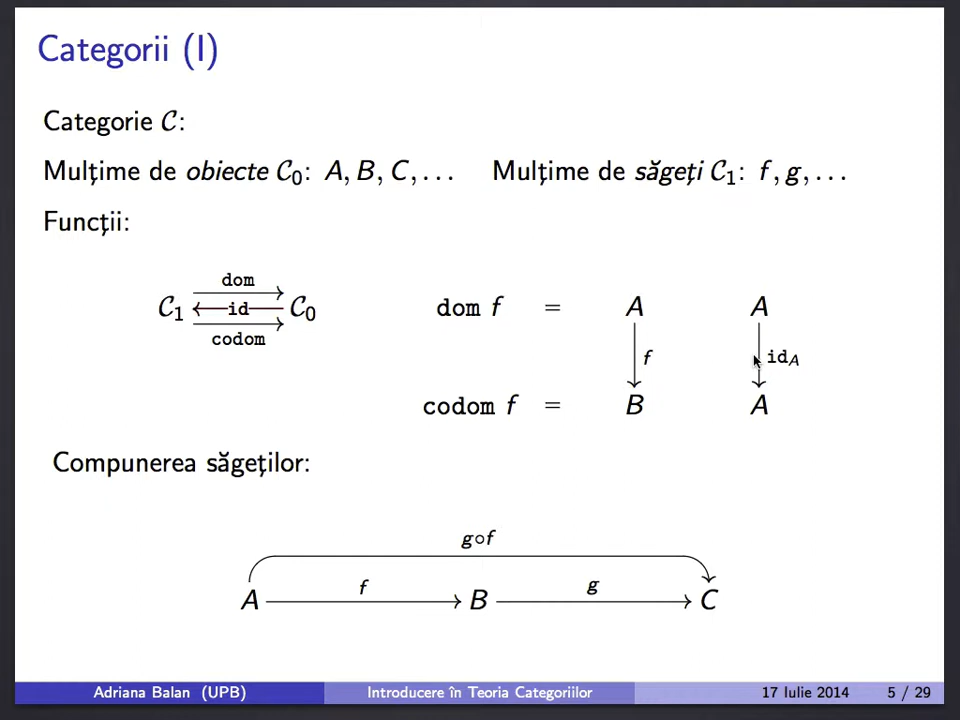 Categorii (I)
Categorie 𝒞:
Mulțime de obiecte 𝒞₀: A, B, C, ... Mulțime de săgeți 𝒞₁: f, g, ...
Funcții:
dom
𝒞₁ id 𝒞₀ dom f = A A
codom
f id_A
codom f = B A
Compunerea săgeților:
g∘f
f g
A B C
Adriana Balan (UPB) Introducere în Teoria Categoriilor 17 Iulie 2014 5 / 29